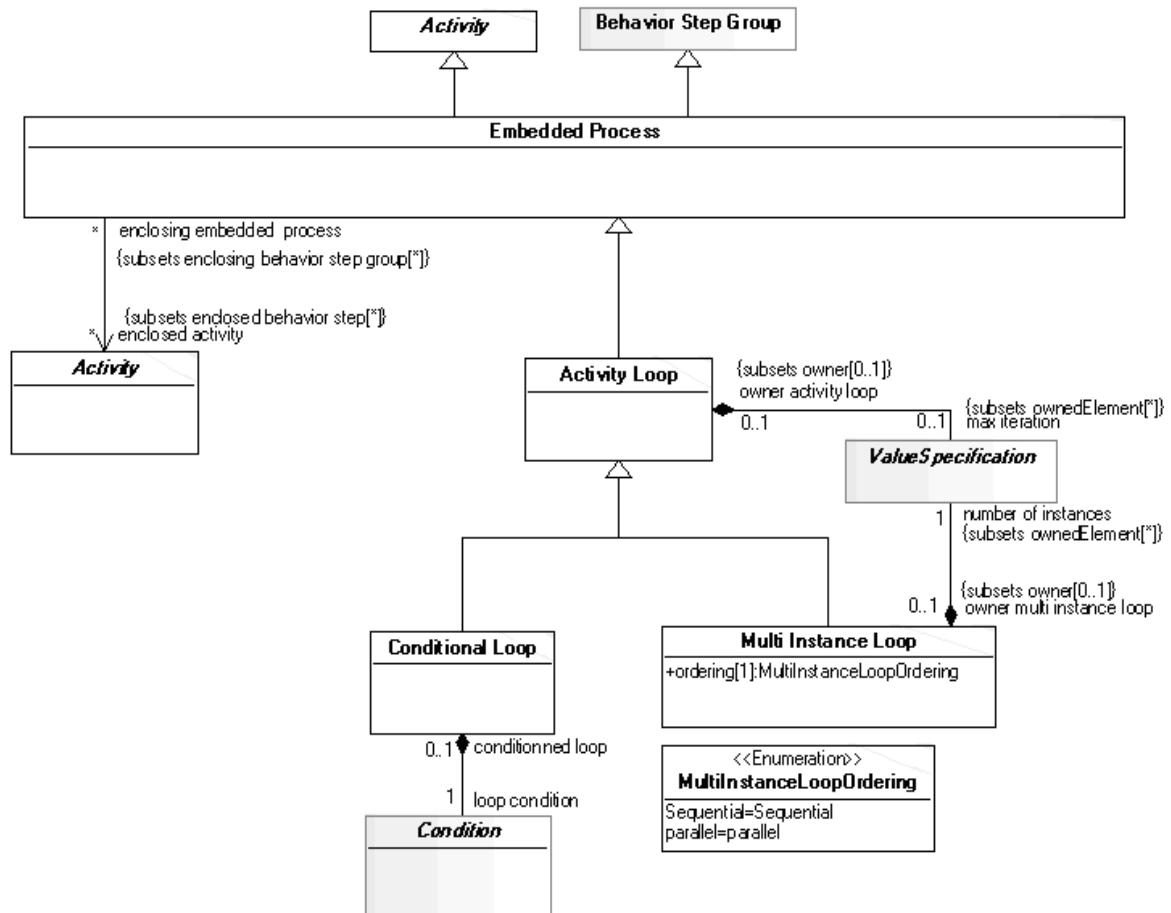 Activity
Behavior Step Group
Embedded Process
* enclosing embedded process
{subsets enclosing behavior step group[*]}
{subsets enclosed behavior step[*]}
* enclosed activity
Activity
Activity Loop
{subsets owner[0..1]}
owner activity loop
0..1
{subsets ownedElement[*]}
0..1 max iteration
ValueSpecification
1 number of instances
{subsets ownedElement[*]}
{subsets owner[0..1]}
0..1 owner multi instance loop
Conditional Loop
Multi Instance Loop
+ordering[1]:MultiInstanceLoopOrdering
0..1 conditionned loop
1 loop condition
Condition
<<Enumeration>>
MultiInstanceLoopOrdering
Sequential=Sequential
parallel=parallel